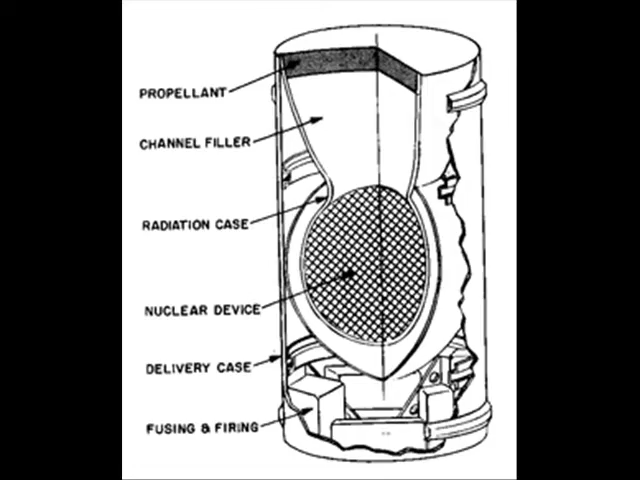 PROPELLANT
CHANNEL FILLER
RADIATION CASE
NUCLEAR DEVICE
DELIVERY CASE
FUSING & FIRING